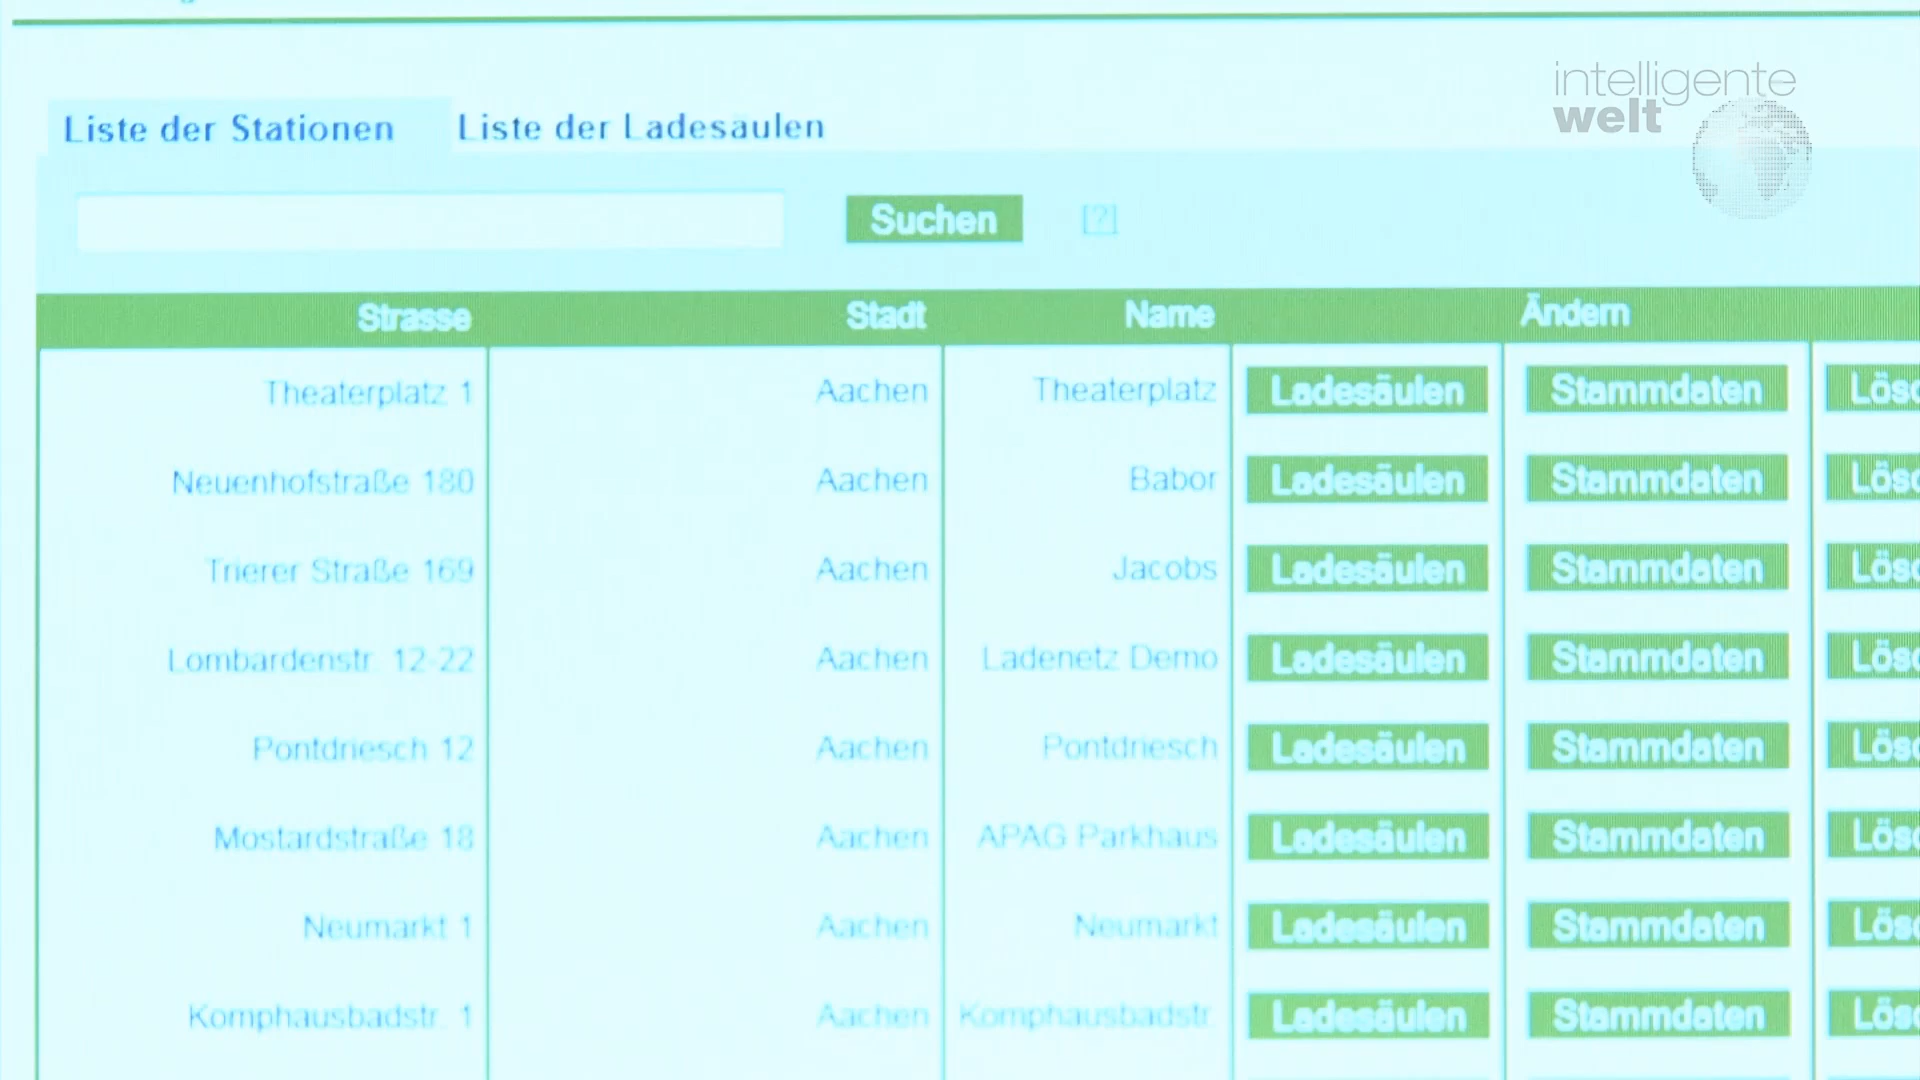 intelligente
welt
Liste der Stationen Liste der Ladesäulen
Suchen [?]
Strasse Stadt Name Ändern
Theaterplatz 1 Aachen Theaterplatz Ladesäulen Stammdaten
Neuenhofstraße 180 Aachen Babor Ladesäulen Stammdaten
Trierer Straße 169 Aachen Jacobs Ladesäulen Stammdaten
Lombardenstr. 12-22 Aachen Ladenetz Demo Ladesäulen Stammdaten
Pontdriesch 12 Aachen Pontdriesch Ladesäulen Stammdaten
Mostardstraße 18 Aachen APAG Parkhaus Ladesäulen Stammdaten
Neumarkt 1 Aachen Neumarkt Ladesäulen Stammdaten
Komphausbadstr. 1 Aachen Komphausbadstr. Ladesäulen Stammdaten